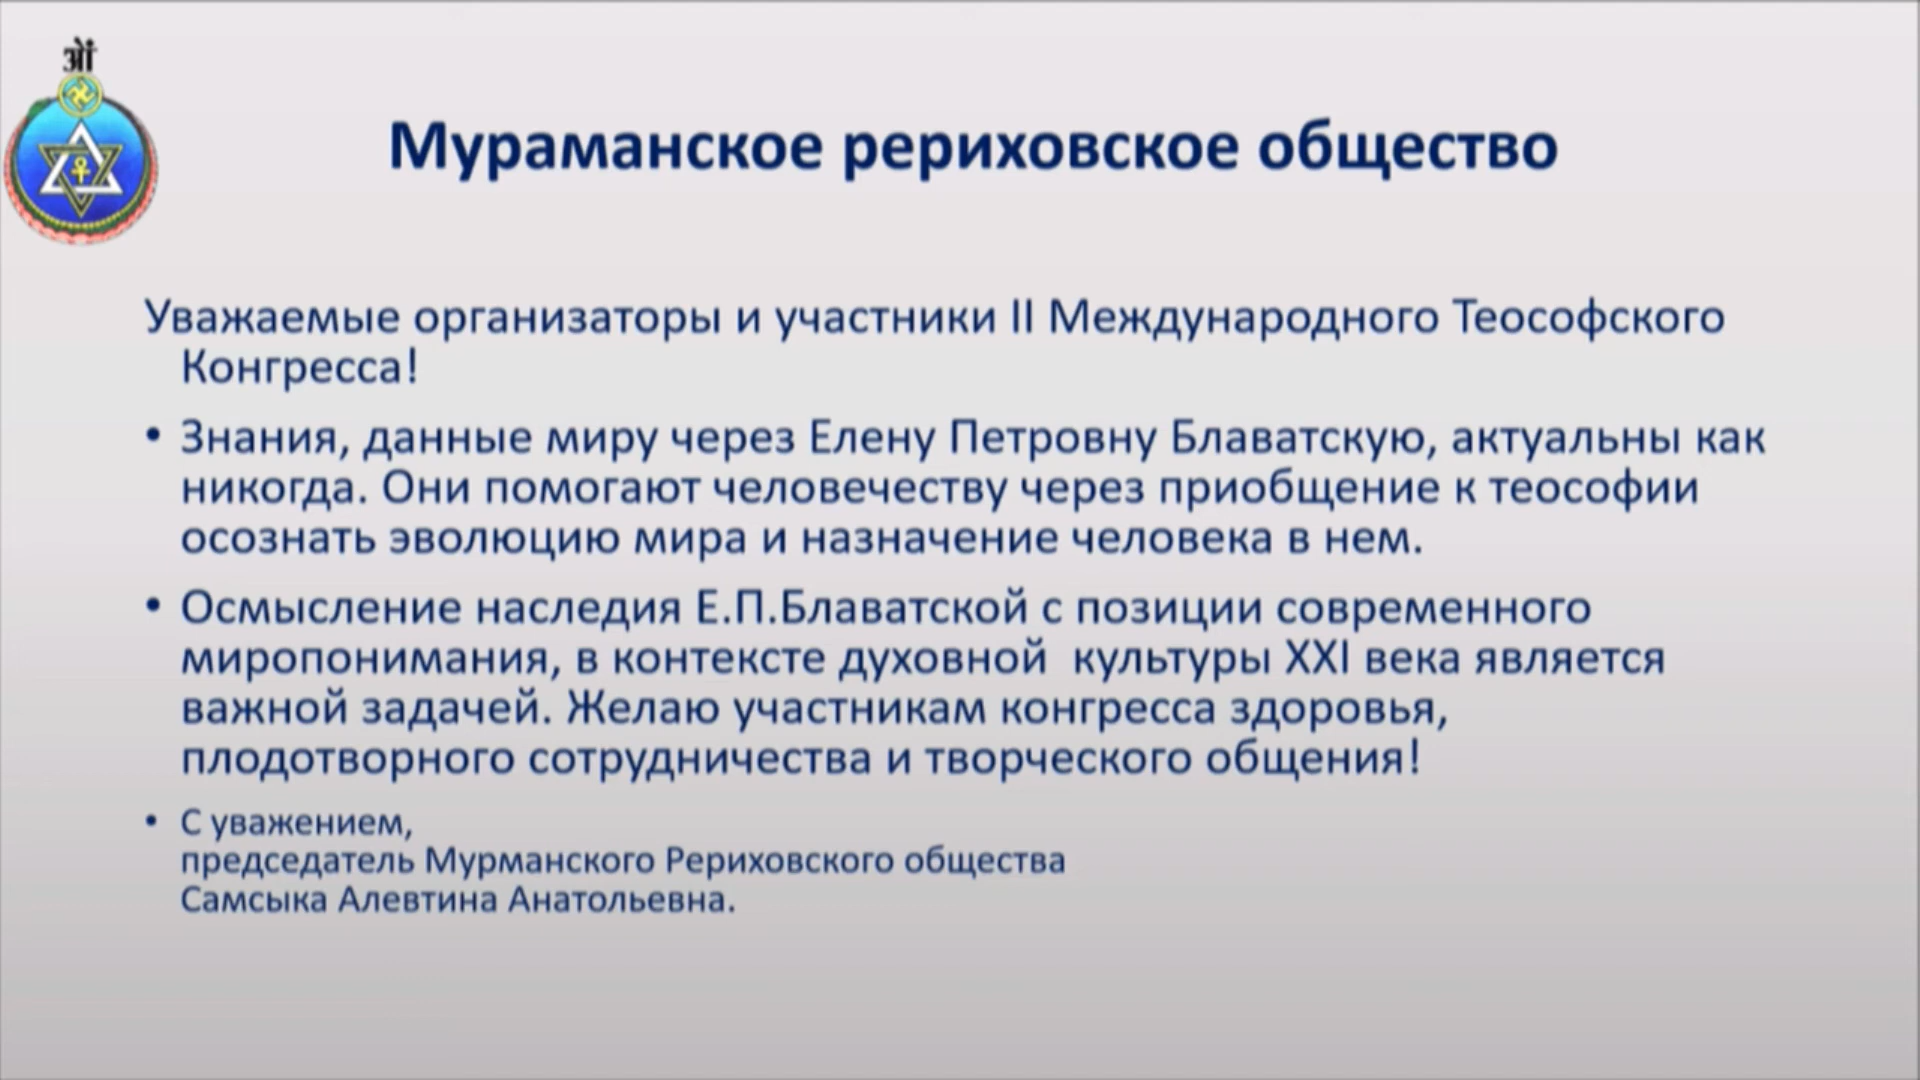 ओं
Мураманское рериховское общество
Уважаемые организаторы и участники II Международного Теософского
Конгресса!
• Знания, данные миру через Елену Петровну Блаватскую, актуальны как
никогда. Они помогают человечеству через приобщение к теософии
осознать эволюцию мира и назначение человека в нем.
• Осмысление наследия Е.П.Блаватской с позиции современного
миропонимания, в контексте духовной  культуры XXI века является
важной задачей. Желаю участникам конгресса здоровья,
плодотворного сотрудничества и творческого общения!
• С уважением,
председатель Мурманского Рериховского общества
Самсыка Алевтина Анатольевна.